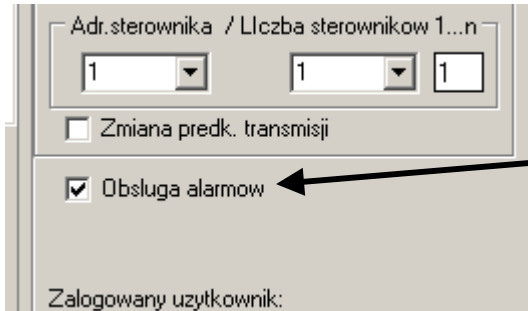 Adr.sterownika / LIczba sterownikow 1...n
1 1 1
Zmiana predk. transmisji
Obsluga alarmow
Zalogowany uzytkownik: